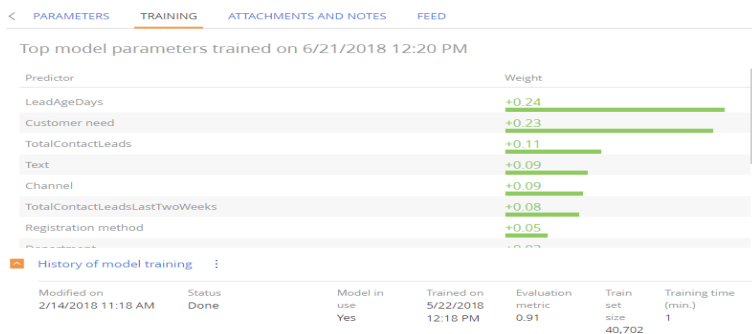 < PARAMETERS TRAINING ATTACHMENTS AND NOTES FEED
Top model parameters trained on 6/21/2018 12:20 PM
Predictor Weight
LeadAgeDays +0.24
Customer need +0.23
TotalContactLeads +0.11
Text +0.09
Channel +0.09
TotalContactLeadsLastTwoWeeks +0.08
Registration method +0.05
History of model training
Modified on Status Model in Trained on Evaluation Train Training time
2/14/2018 11:18 AM Done use 5/22/2018 metric set (min.)
Yes 12:18 PM 0.91 size 1
40,702